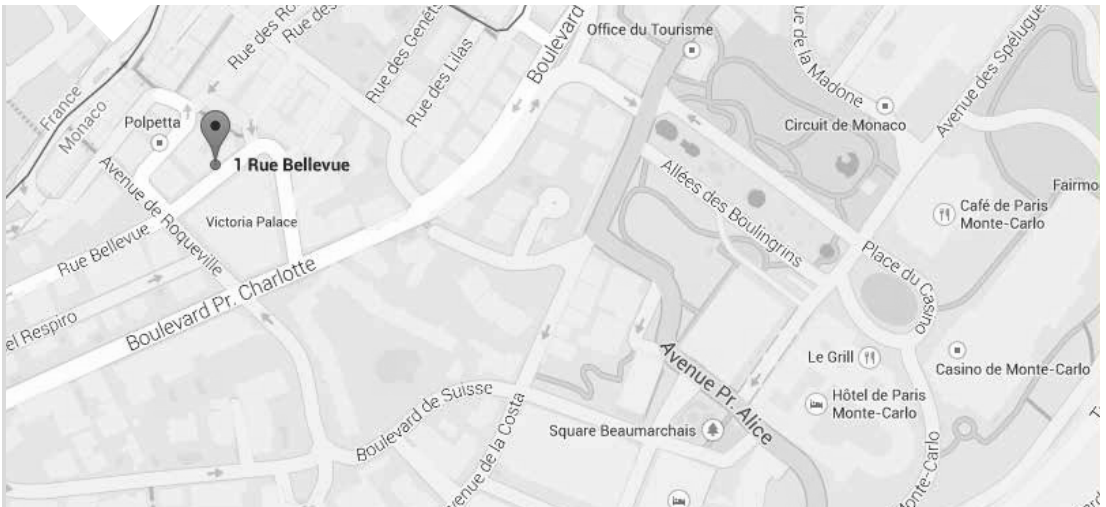 Rue des Ro
Rue des
Rue des Genêts
Rue des Lilas
Boulevard
Office du Tourisme
ue de la Madone
Avenue des Spélugue
France
Monaco
Polpetta
Circuit de Monaco
1 Rue Bellevue
Avenue de Roqueville
Victoria Palace
Allées des Boulingrins
Fairmo
Café de Paris
Monte-Carlo
Rue Bellevue
Place du Casino
Boulevard Pr. Charlotte
el Respiro
Le Grill
Casino de Monte-Carlo
Avenue Pr. Alice
Hôtel de Paris
Monte-Carlo
Boulevard de Suisse
Square Beaumarchais
venue de la Costa
Monte-Carlo